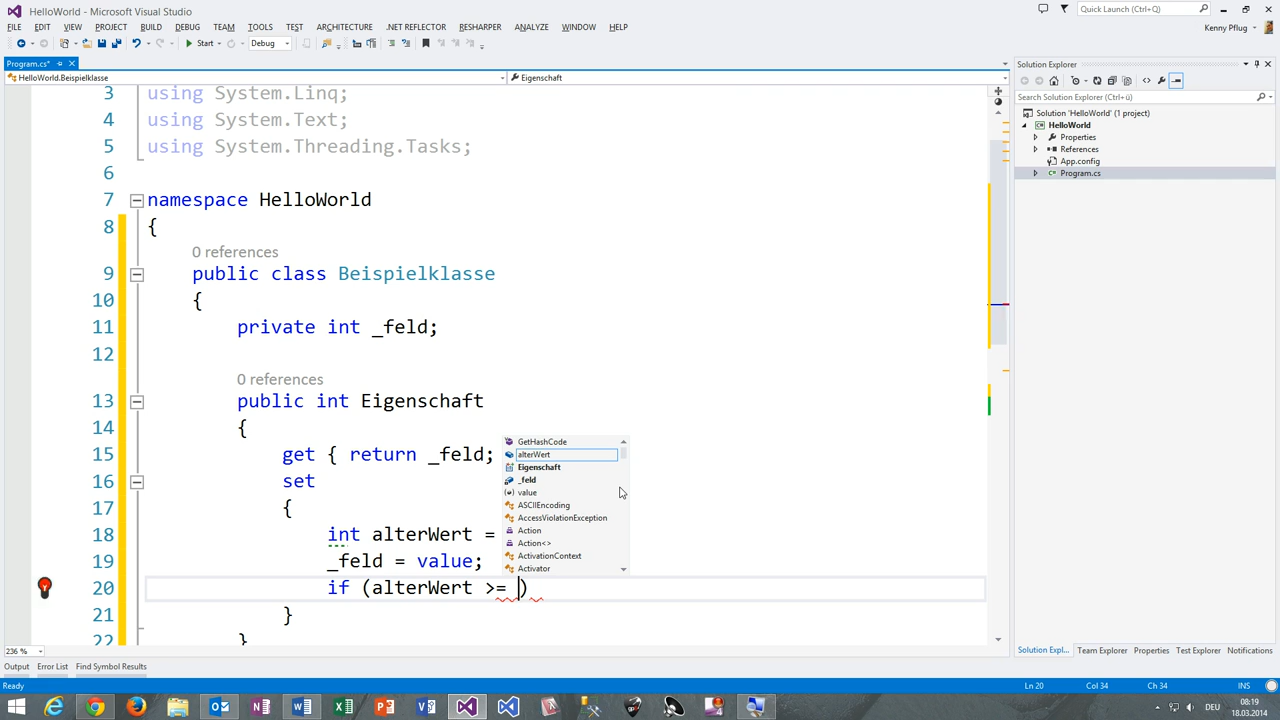 HelloWorld - Microsoft Visual Studio
Quick Launch (Ctrl+Q)
FILE EDIT VIEW PROJECT BUILD DEBUG TEAM TOOLS TEST ARCHITECTURE .NET REFLECTOR RESHARPER ANALYZE WINDOW HELP
Kenny Pflug
Start Debug
Program.cs*
HelloWorld.Beispielklasse
Eigenschaft
3 using System.Linq;
4 using System.Text;
5 using System.Threading.Tasks;
6
7 namespace HelloWorld
8 {
0 references
9 public class Beispielklasse
10 {
11 private int _feld;
12
0 references
13 public int Eigenschaft
14 {
15 get { return _feld;
16 set
17 {
18 int alterWert =
19 _feld = value;
20 if (alterWert >= )
21 }
22 }
GetHashCode
alterWert
Eigenschaft
_feld
value
ASCIIEncoding
AccessViolationException
Action
Action<>
ActivationContext
Activator
236 %
Solution Explorer
Search Solution Explorer (Ctrl+ü)
Solution 'HelloWorld' (1 project)
HelloWorld
Properties
References
App.config
Program.cs
Solution Expl... Team Explorer Properties Test Explorer Notifications
Output Error List Find Symbol Results
Ready
Ln 20 Col 34 Ch 34 INS
DEU
08:19
18.03.2014